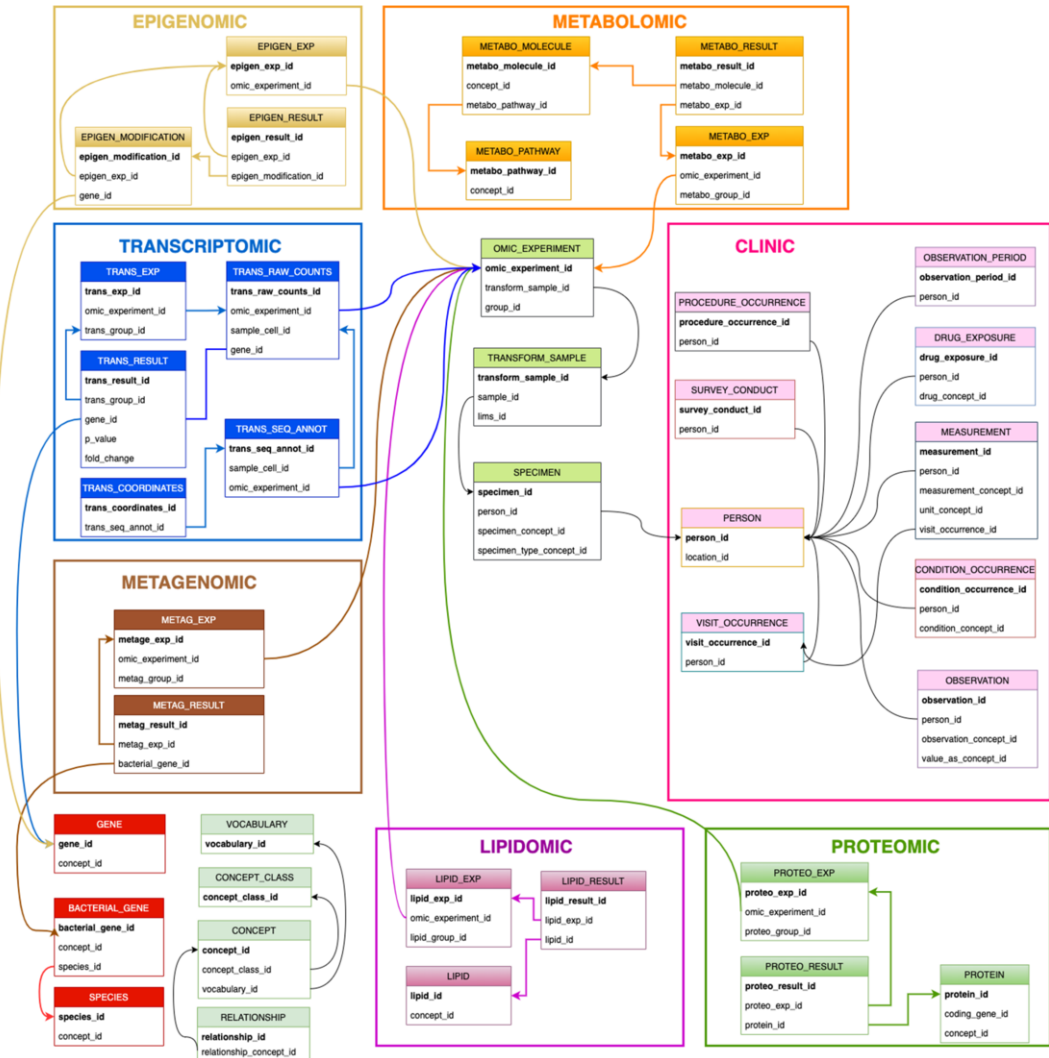 EPIGENOMIC
EPIGEN_EXP
epigen_exp_id
omic_experiment_id
EPIGEN_RESULT
epigen_result_id
epigen_exp_id
epigen_modification_id
EPIGEN_MODIFICATION
epigen_modification_id
epigen_exp_id
gene_id
METABOLOMIC
METABO_MOLECULE
metabo_molecule_id
concept_id
metabo_pathway_id
METABO_RESULT
metabo_result_id
metabo_molecule_id
metabo_exp_id
METABO_PATHWAY
metabo_pathway_id
concept_id
METABO_EXP
metabo_exp_id
omic_experiment_id
metabo_group_id
TRANSCRIPTOMIC
TRANS_EXP
trans_exp_id
omic_experiment_id
trans_group_id
TRANS_RAW_COUNTS
trans_raw_counts_id
omic_experiment_id
sample_cell_id
gene_id
TRANS_RESULT
trans_result_id
trans_group_id
gene_id
p_value
fold_change
TRANS_SEQ_ANNOT
trans_seq_annot_id
sample_cell_id
omic_experiment_id
TRANS_COORDINATES
trans_coordinates_id
trans_seq_annot_id
OMIC_EXPERIMENT
omic_experiment_id
transform_sample_id
group_id
TRANSFORM_SAMPLE
transform_sample_id
sample_id
lims_id
SPECIMEN
specimen_id
person_id
specimen_concept_id
specimen_type_concept_id
CLINIC
PROCEDURE_OCCURRENCE
procedure_occurrence_id
person_id
SURVEY_CONDUCT
survey_conduct_id
person_id
PERSON
person_id
location_id
VISIT_OCCURRENCE
visit_occurrence_id
person_id
OBSERVATION_PERIOD
observation_period_id
person_id
DRUG_EXPOSURE
drug_exposure_id
person_id
drug_concept_id
MEASUREMENT
measurement_id
person_id
measurement_concept_id
unit_concept_id
visit_occurrence_id
CONDITION_OCCURRENCE
condition_occurrence_id
person_id
condition_concept_id
OBSERVATION
observation_id
person_id
observation_concept_id
value_as_concept_id
METAGENOMIC
METAG_EXP
metage_exp_id
omic_experiment_id
metag_group_id
METAG_RESULT
metag_result_id
metag_exp_id
bacterial_gene_id
GENE
gene_id
concept_id
BACTERIAL_GENE
bacterial_gene_id
concept_id
species_id
SPECIES
species_id
concept_id
VOCABULARY
vocabulary_id
CONCEPT_CLASS
concept_class_id
CONCEPT
concept_id
concept_class_id
vocabulary_id
RELATIONSHIP
relationship_id
relationship_concept_id
LIPIDOMIC
LIPID_EXP
lipid_exp_id
omic_experiment_id
lipid_group_id
LIPID_RESULT
lipid_result_id
lipid_exp_id
lipid_id
LIPID
lipid_id
concept_id
PROTEOMIC
PROTEO_EXP
proteo_exp_id
omic_experiment_id
proteo_group_id
PROTEO_RESULT
proteo_result_id
proteo_exp_id
protein_id
PROTEIN
protein_id
coding_gene_id
concept_id